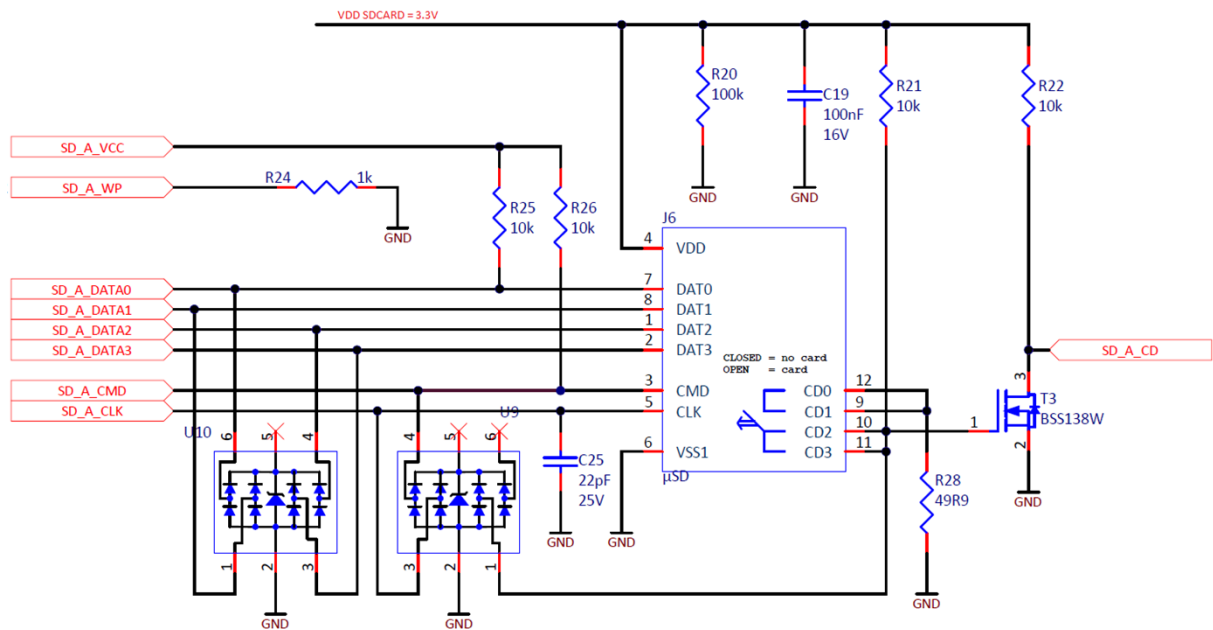 VDD SDCARD = 3.3V
R20
100k
C19
100nF
16V
R21
10k
R22
10k
SD_A_VCC
SD_A_WP
R24
1k
GND
R25
10k
R26
10k
GND
GND
J6
4
VDD
SD_A_DATA0
7
DAT0
SD_A_DATA1
8
DAT1
SD_A_DATA2
1
DAT2
SD_A_DATA3
2
DAT3
CLOSED = no card
OPEN = card
SD_A_CD
SD_A_CMD
3
CMD
CD0
12
SD_A_CLK
5
CLK
CD1
9
CD2
10
6
VSS1
CD3
11
µSD
3
T3
BSS138W
1
2
GND
U10
6
5
4
1
2
3
GND
U9
4
5
6
3
2
1
GND
C25
22pF
25V
GND
GND
R28
49R9
GND